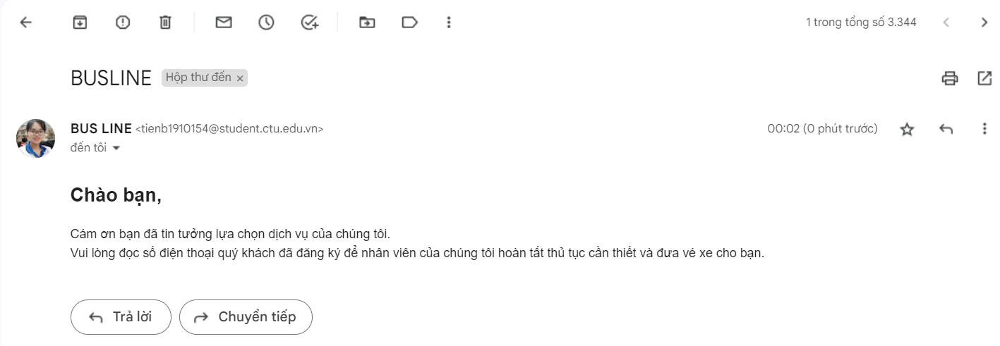 1 trong tổng số 3.344
BUSLINE Hộp thư đến ×
BUS LINE <tienb1910154@student.ctu.edu.vn> 00:02 (0 phút trước)
đến tôi
Chào bạn,
Cám ơn bạn đã tin tưởng lựa chọn dịch vụ của chúng tôi.
Vui lòng đọc số điện thoại quý khách đã đăng ký để nhân viên của chúng tôi hoàn tất thủ tục cần thiết và đưa vé xe cho bạn.
Trả lời Chuyển tiếp